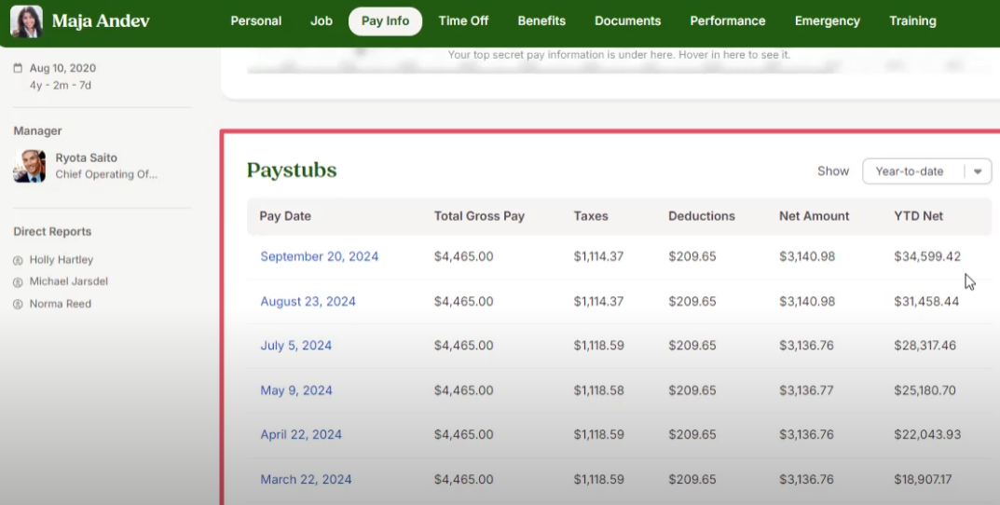 Maja Andev
Personal Job Pay Info Time Off Benefits Documents Performance Emergency Training
Aug 10, 2020
4y - 2m - 7d
Your top secret pay information is under here. Hover in here to see it.
Manager
Ryota Saito
Chief Operating Of...
Direct Reports
Holly Hartley
Michael Jarsdel
Norma Reed
Paystubs
Show Year-to-date
Pay Date Total Gross Pay Taxes Deductions Net Amount YTD Net
September 20, 2024 $4,465.00 $1,114.37 $209.65 $3,140.98 $34,599.42
August 23, 2024 $4,465.00 $1,114.37 $209.65 $3,140.98 $31,458.44
July 5, 2024 $4,465.00 $1,118.59 $209.65 $3,136.76 $28,317.46
May 9, 2024 $4,465.00 $1,118.58 $209.65 $3,136.77 $25,180.70
April 22, 2024 $4,465.00 $1,118.59 $209.65 $3,136.76 $22,043.93
March 22, 2024 $4,465.00 $1,118.59 $209.65 $3,136.76 $18,907.17